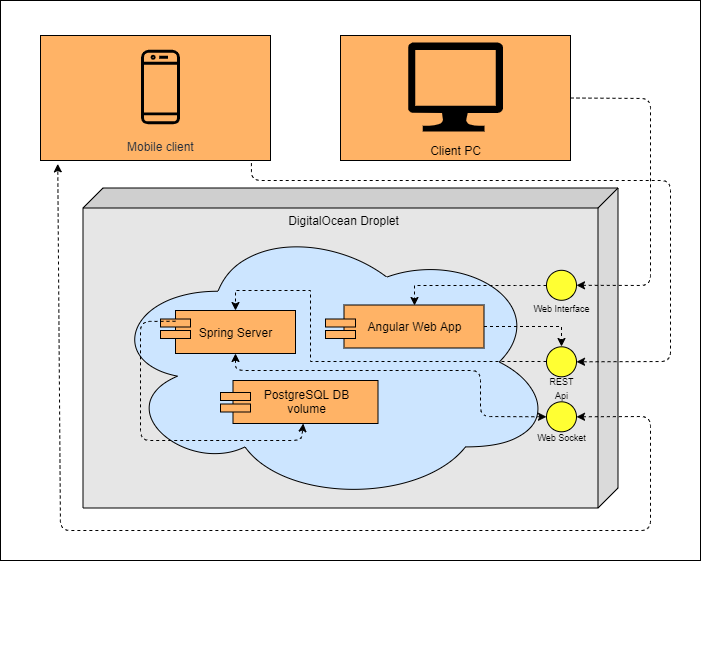 Mobile client
Client PC
DigitalOcean Droplet
Web Interface
Spring Server
Angular Web App
REST
Api
PostgreSQL DB
volume
Web Socket